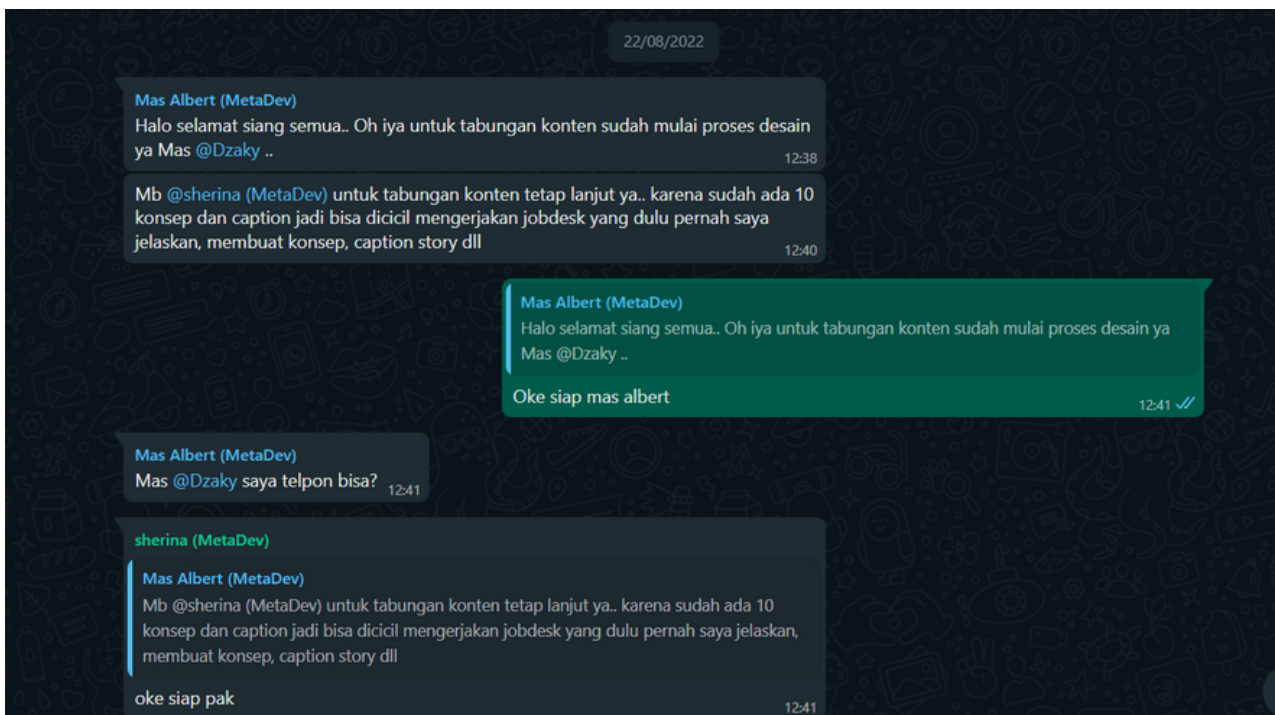 22/08/2022
Mas Albert (MetaDev)
Halo selamat siang semua.. Oh iya untuk tabungan konten sudah mulai proses desain
ya Mas @Dzaky ..
12:38
Mb @sherina (MetaDev) untuk tabungan konten tetap lanjut ya.. karena sudah ada 10
konsep dan caption jadi bisa dicicil mengerjakan jobdesk yang dulu pernah saya
jelaskan, membuat konsep, caption story dll
12:40
Mas Albert (MetaDev)
Halo selamat siang semua.. Oh iya untuk tabungan konten sudah mulai proses desain ya
Mas @Dzaky ..
Oke siap mas albert
12:41
Mas Albert (MetaDev)
Mas @Dzaky saya telpon bisa? 12:41
sherina (MetaDev)
Mas Albert (MetaDev)
Mb @sherina (MetaDev) untuk tabungan konten tetap lanjut ya.. karena sudah ada 10
konsep dan caption jadi bisa dicicil mengerjakan jobdesk yang dulu pernah saya jelaskan,
membuat konsep, caption story dll
oke siap pak
12:41